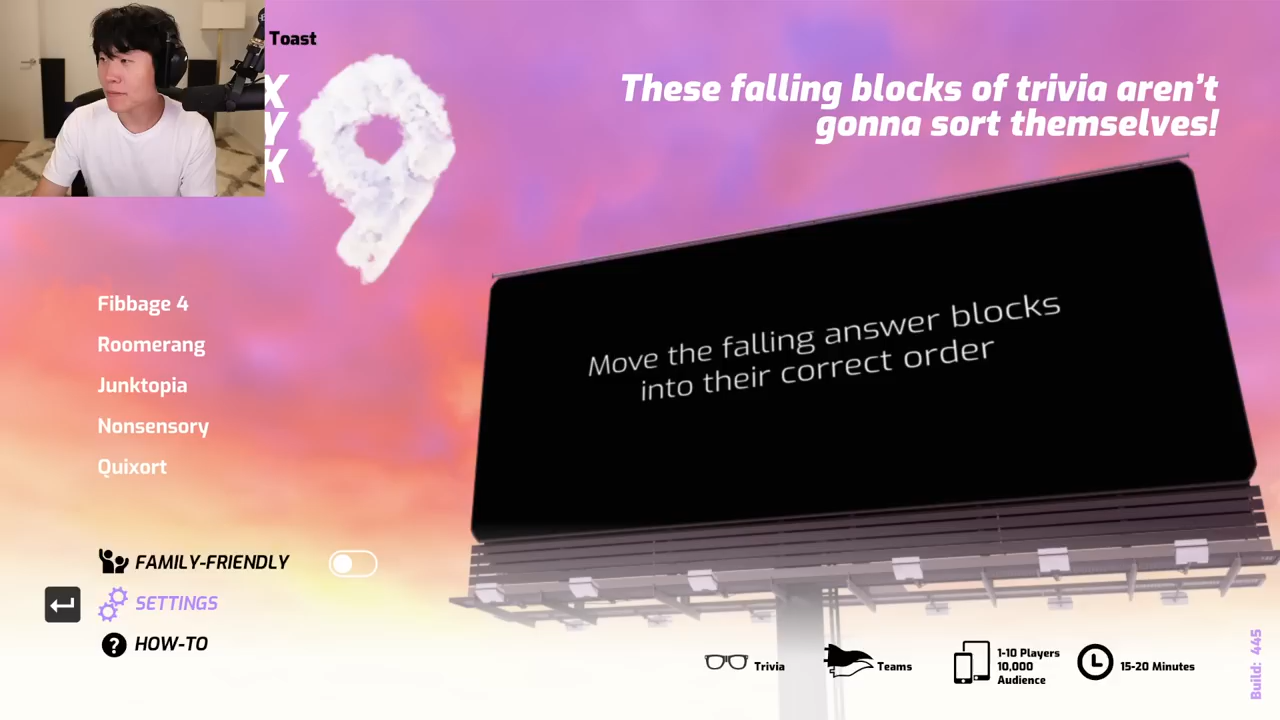 Toast
X
Y
K
9
These falling blocks of trivia aren't
gonna sort themselves!
Move the falling answer blocks
into their correct order
Fibbage 4
Roomerang
Junktopia
Nonsensory
Quixort
FAMILY-FRIENDLY
SETTINGS
? HOW-TO
Trivia
Teams
1-10 Players
10,000
Audience
15-20 Minutes
Build: 445